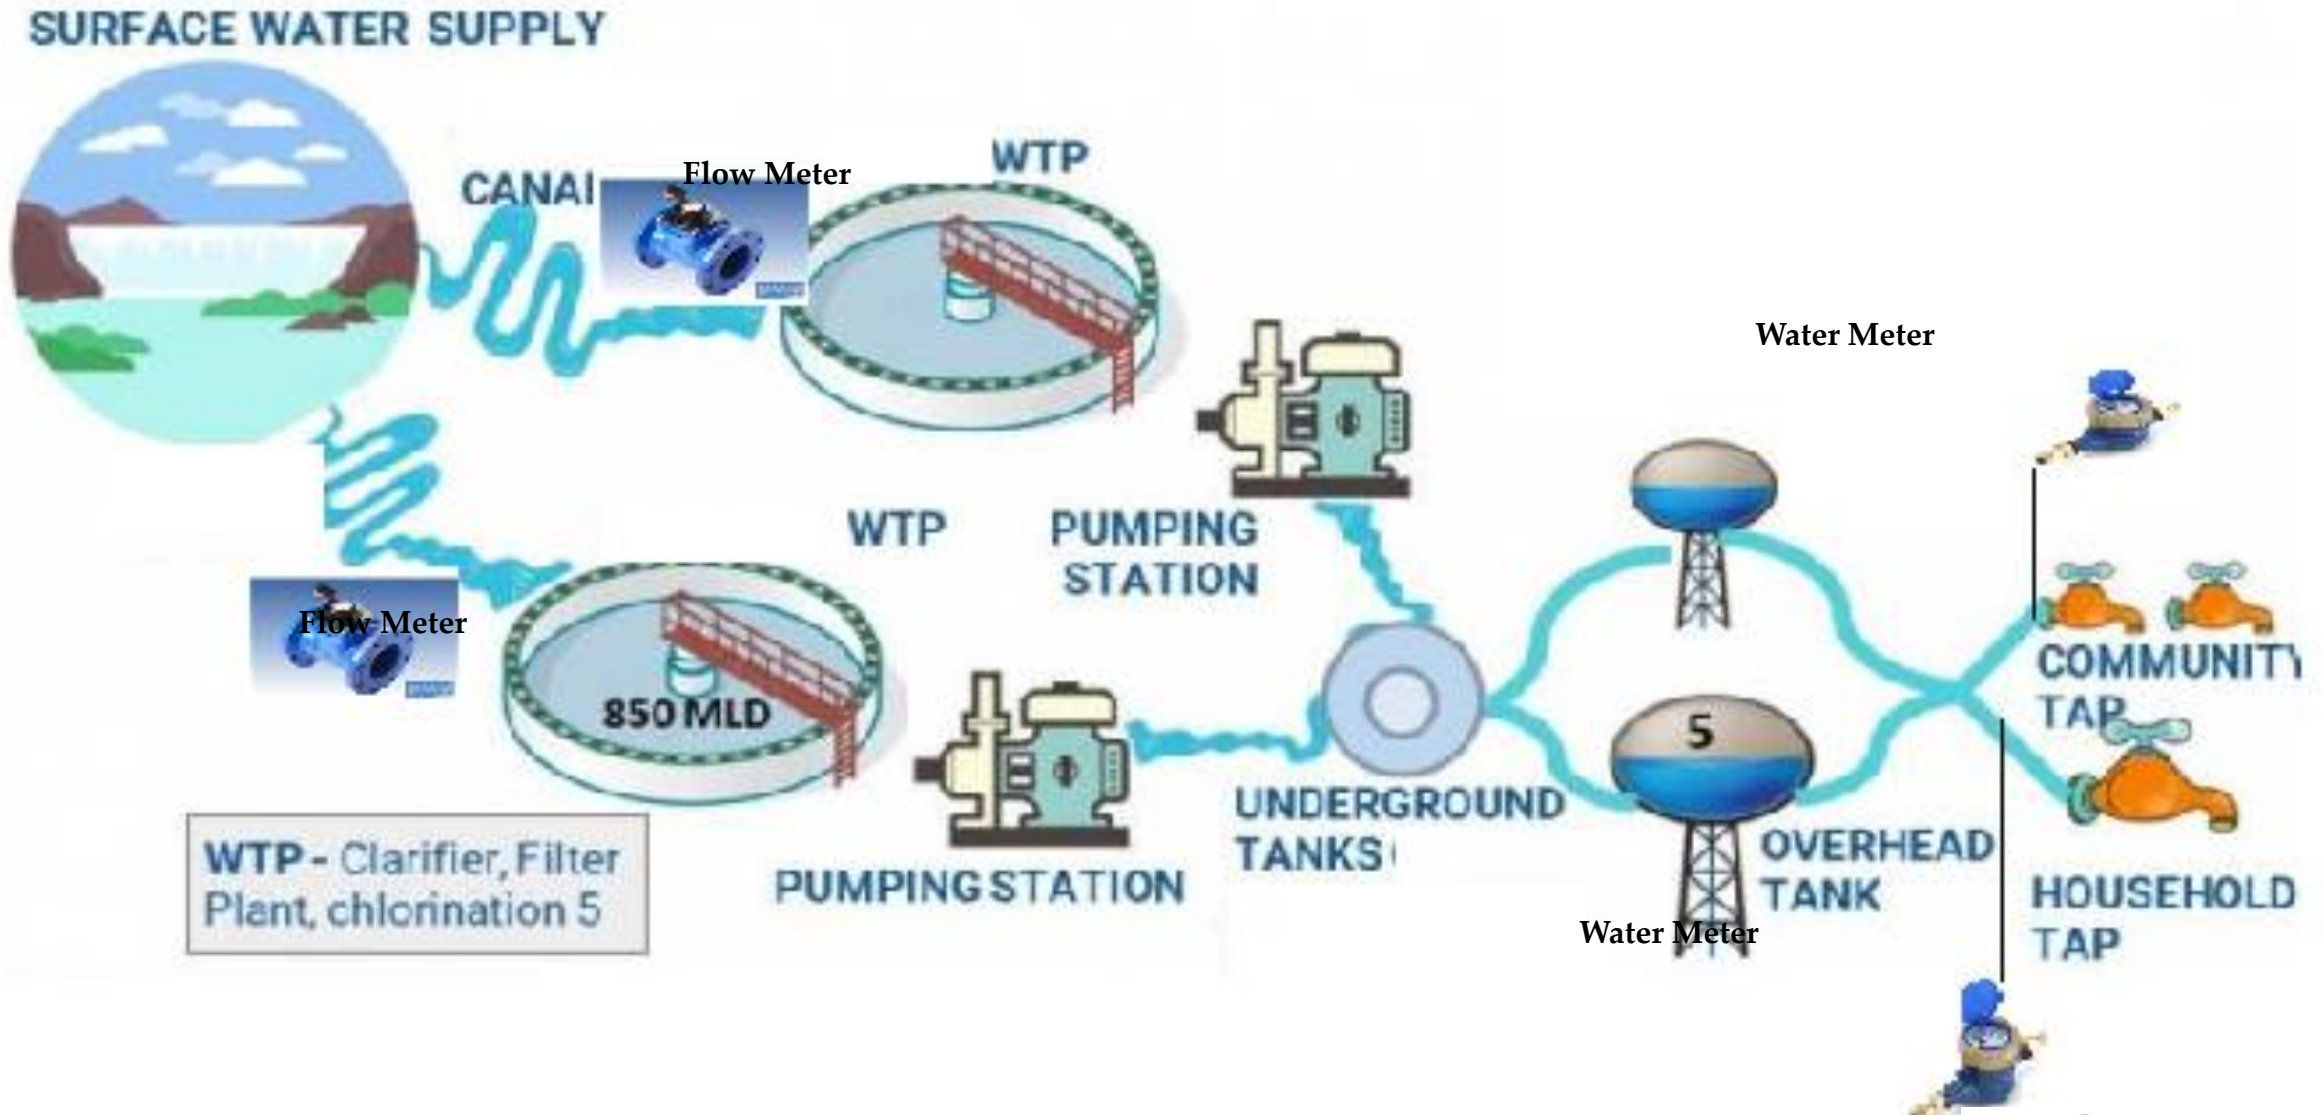 SURFACE WATER SUPPLY
CANAL
Flow Meter
WTP
Water Meter
WTP
PUMPING
STATION
Flow Meter
850 MLD
COMMUNITY
TAP
5
UNDERGROUND
TANKS
OVERHEAD
TANK
WTP - Clarifier, Filter
Plant, chlorination 5
PUMPING STATION
HOUSEHOLD
TAP
Water Meter